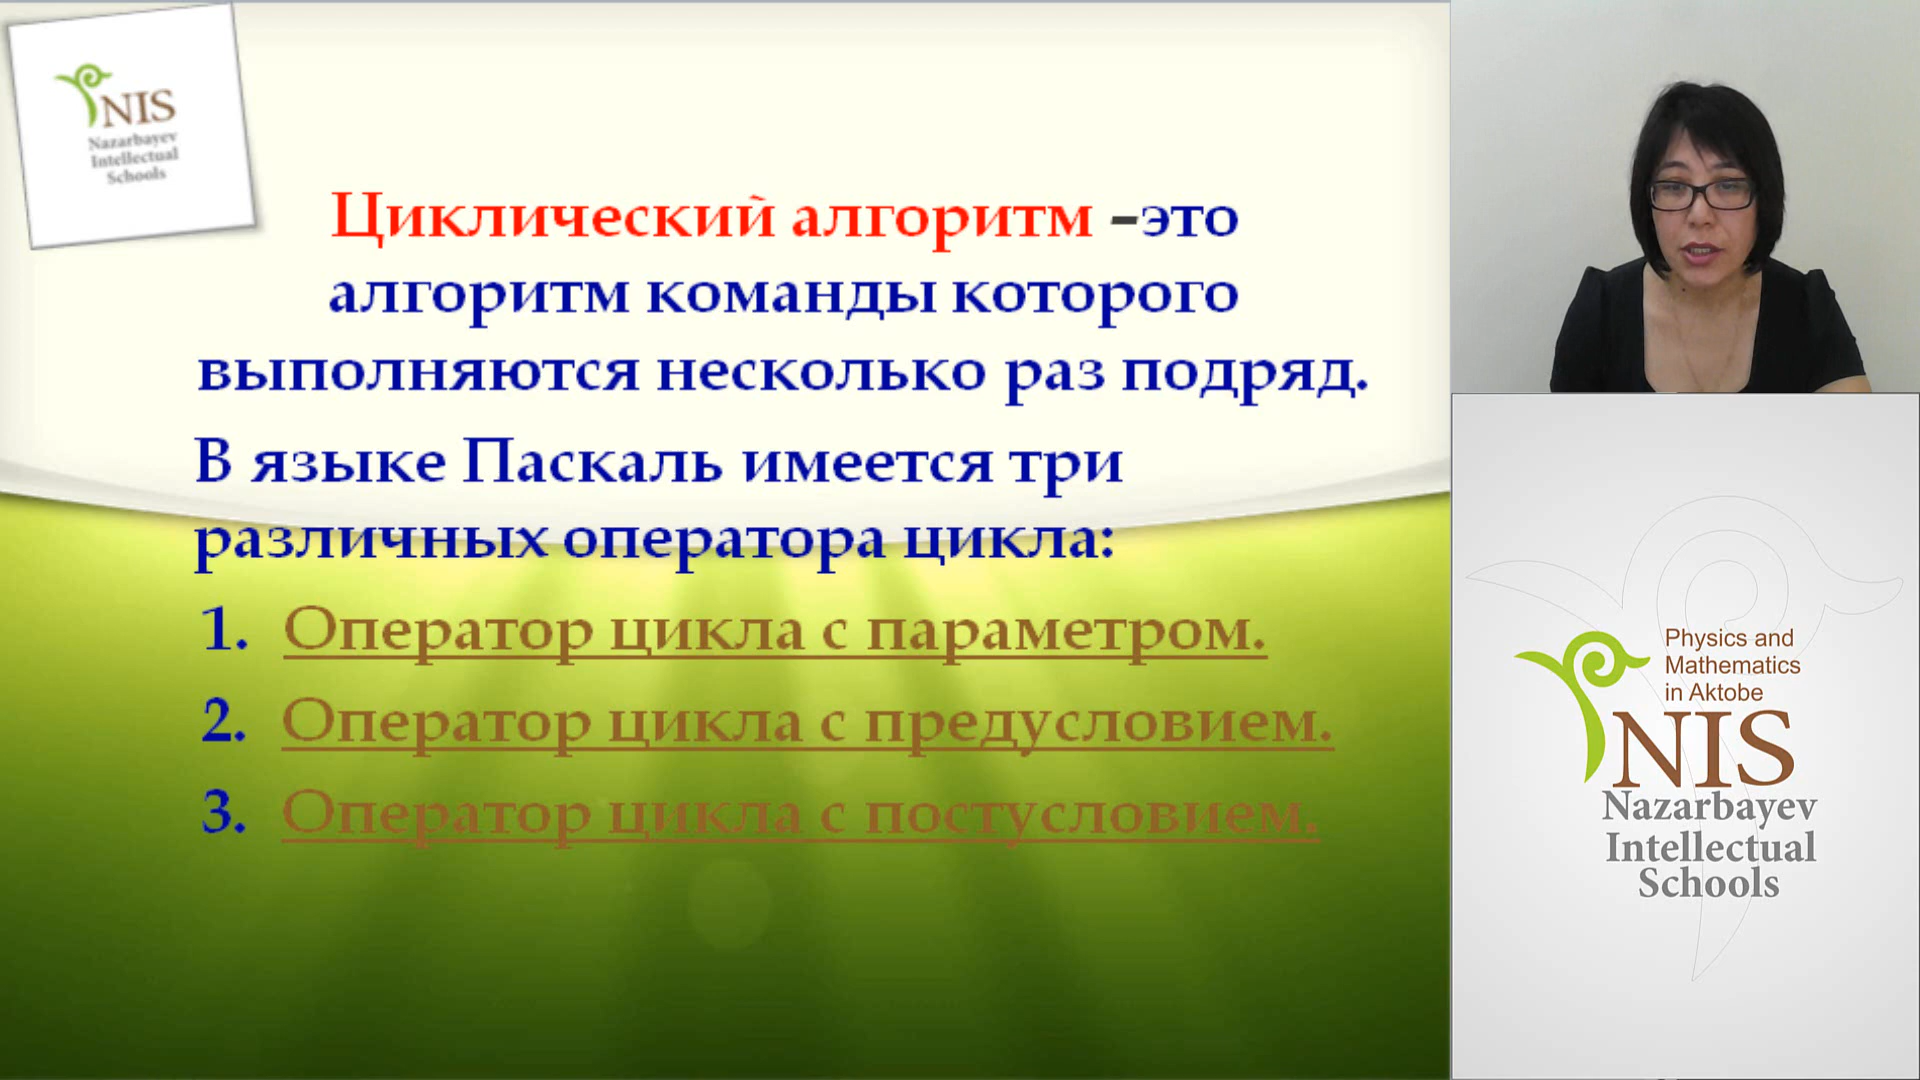 NIS
Nazarbayev
Intellectual
Schools
Циклический алгоритм –это
алгоритм команды которого
выполняются несколько раз подряд.
В языке Паскаль имеется три
различных оператора цикла:
1. Оператор цикла с параметром.
2. Оператор цикла с предусловием.
3. Оператор цикла с постусловием.
Physics and
Mathematics
in Aktobe
NIS
Nazarbayev
Intellectual
Schools